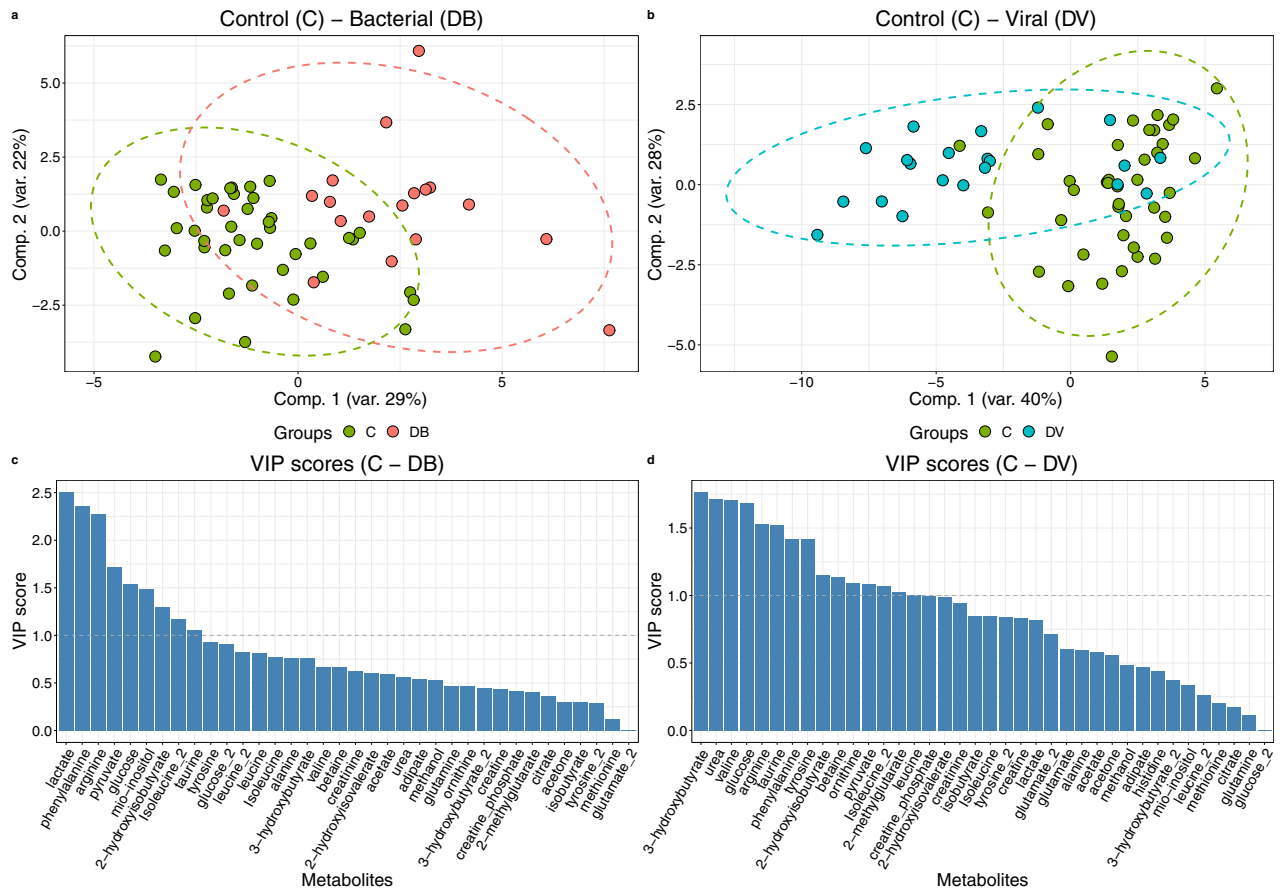 a
Control (C) − Bacterial (DB)
Comp. 2 (var. 22%)
5.0
2.5
0.0
−2.5
−5
0
5
Comp. 1 (var. 29%)
Groups C DB
b
Control (C) − Viral (DV)
Comp. 2 (var. 28%)
2.5
0.0
−2.5
−5.0
−10
−5
0
5
Comp. 1 (var. 40%)
Groups C DV
c
VIP scores (C − DB)
VIP score
2.5
2.0
1.5
1.0
0.5
0.0
lactate
phenylalanine
arginine
pyruvate
glucose
mio−inositol
2−hydroxyisobutyrate
Isoleucine_2
taurine
tyrosine
glucose_2
leucine_2
leucine
Isoleucine
alanine
3−hydroxybutyrate
valine
betaine
creatinine
2−hydroxyisovalerate
acetate
urea
adipate
methanol
glutamine
ornithine
3−hydroxybutyrate_2
creatine
creatine_phosphate
2−methylglutarate
citrate
acetone
isobutyrate
tyrosine_2
methionine
glutamate_2
Metabolites
d
VIP scores (C − DV)
VIP score
1.5
1.0
0.5
0.0
3−hydroxybutyrate
urea
valine
glucose
arginine
taurine
phenylalanine
tyrosine
2−hydroxyisobutyrate
betaine
ornithine
pyruvate
Isoleucine_2
2−methylglutarate
leucine
creatine_phosphate
2−hydroxyisovalerate
creatinine
isobutyrate
Isoleucine
tyrosine_2
creatine
lactate
glutamate_2
glutamate
alanine
acetate
acetone
methanol
adipate
histidine
3−hydroxybutyrate_2
mio−inositol
leucine_2
methionine
citrate
glutamine
glucose_2
Metabolites